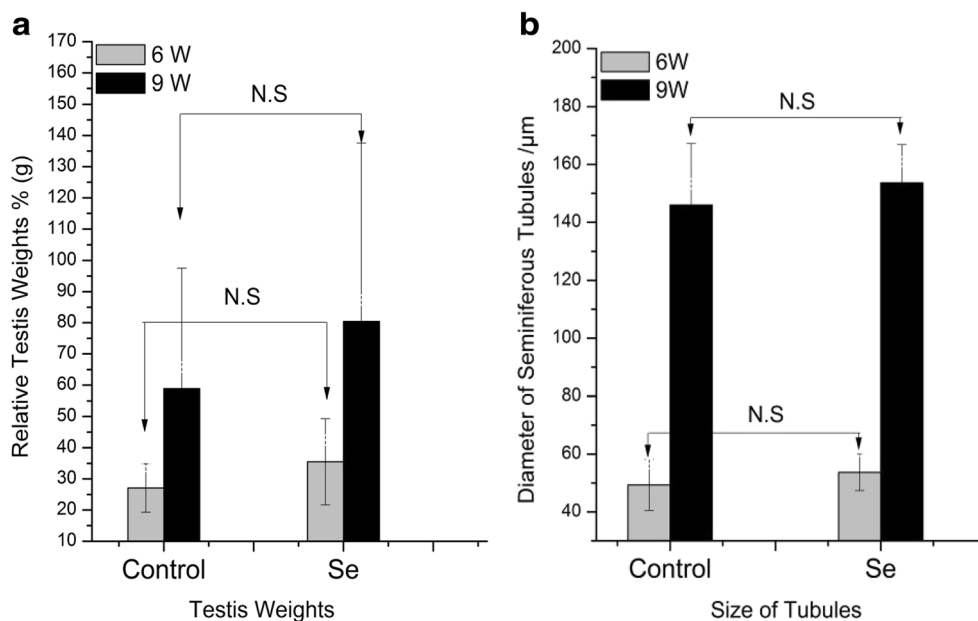 a
Relative Testis Weights % (g)
170
160
150
140
130
120
110
100
90
80
70
60
50
40
30
20
10
6 W
9 W
N.S
N.S
Control
Se
Testis Weights
b
Diameter of Seminiferous Tubules /µm
200
180
160
140
120
100
80
60
40
6W
9W
N.S
N.S
Control
Se
Size of Tubules